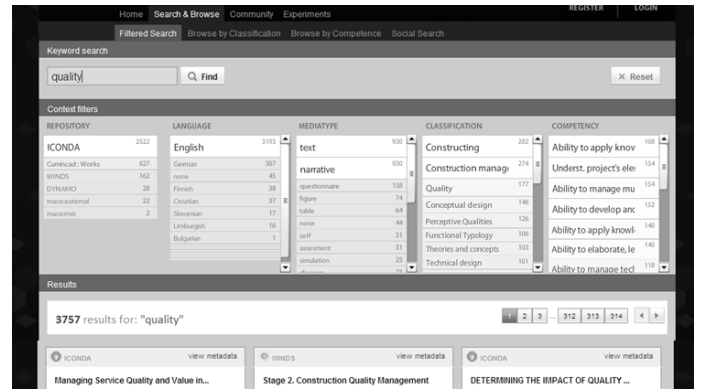 REGISTER LOGIN
Home Search & Browse Community Experiments
Filtered Search Browse by Classification Browse by Competence Social Search
Keyword search
quality Find Reset
Context filters
REPOSITORY LANGUAGE MEDIATYPE CLASSIFICATION COMPETENCY
ICONDA 2522
Cumincad : Works 627
WINDS 162
DYNAMO 28
mace:external 22
mace:rwo 2
English 3193
German 307
none 45
Finnish 38
Croatian 37
Slovenian 17
Limburgish 16
Bulgarian 1
text 930
narrative 930
questionnaire 138
figure 74
table 64
none 44
self 31
assesment 31
simulation 25
Constructing 282
Construction manag 274
Quality 177
Conceptual design 146
Perceptive Qualities 126
Functional Typology 106
Theories and concepts 103
Technical design 101
Ability to apply know 168
Underst. project's ele 154
Ability to manage mu 154
Ability to develop and 152
Ability to apply knowl 140
Ability to elaborate, le 140
Ability to manage tech 118
Results
3757 results for: "quality" 1 2 3 ... 312 313 314
ICONDA view metadata WINDS view metadata ICONDA view metadata
Managing Service Quality and Value in... Stage 2. Construction Quality Management DETERMINING THE IMPACT OF QUALITY ...